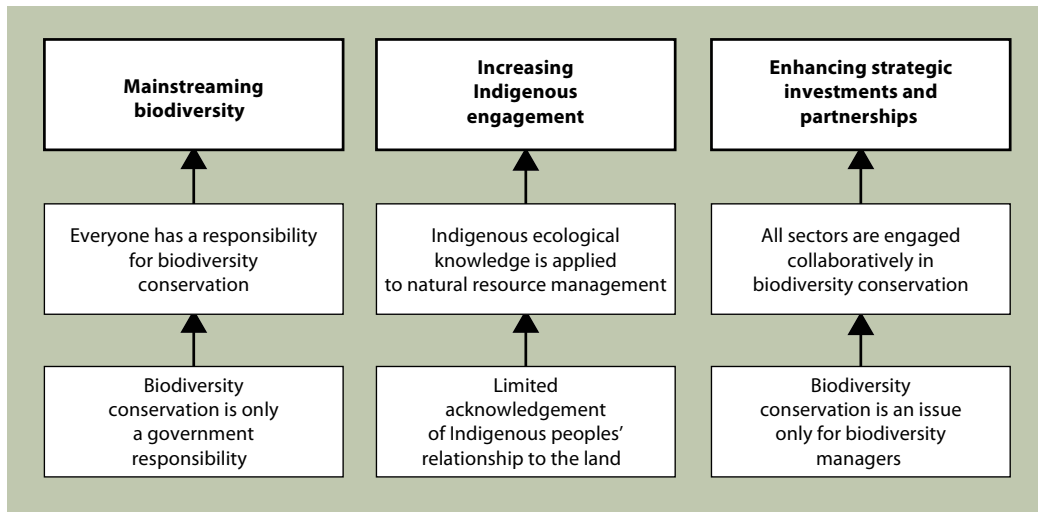 Mainstreaming
biodiversity
Increasing
Indigenous
engagement
Enhancing strategic
investments and
partnerships
Everyone has a responsibility
for biodiversity
conservation
Indigenous ecological
knowledge is applied
to natural resource management
All sectors are engaged
collaboratively in
biodiversity conservation
Biodiversity
conservation is only
a government
responsibility
Limited
acknowledgement
of Indigenous peoples’
relationship to the land
Biodiversity
conservation is an issue
only for biodiversity
managers